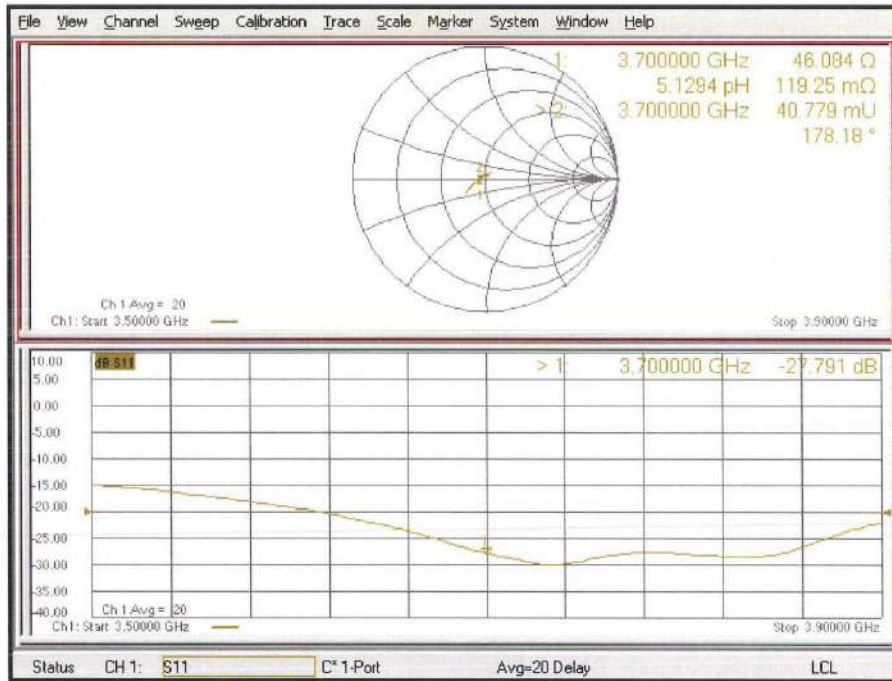 File View Channel Sweep Calibration Trace Scale Marker System Window Help
1: 3.700000 GHz 46.084 Ω
5.1294 pH 119.25 mΩ
> 2: 3.700000 GHz 40.779 mU
178.18 °
2
1
Ch 1 Avg = 20
Ch1: Start 3.50000 GHz
Stop 3.90000 GHz
10.00 dB S11
> 1: 3.700000 GHz -27.791 dB
5.00
0.00
-5.00
-10.00
-15.00
-20.00
-25.00
1
-30.00
-35.00
-40.00
Ch 1 Avg = 20
Ch1: Start 3.50000 GHz
Stop 3.90000 GHz
Status CH 1: S11 C* 1-Port Avg=20 Delay LCL